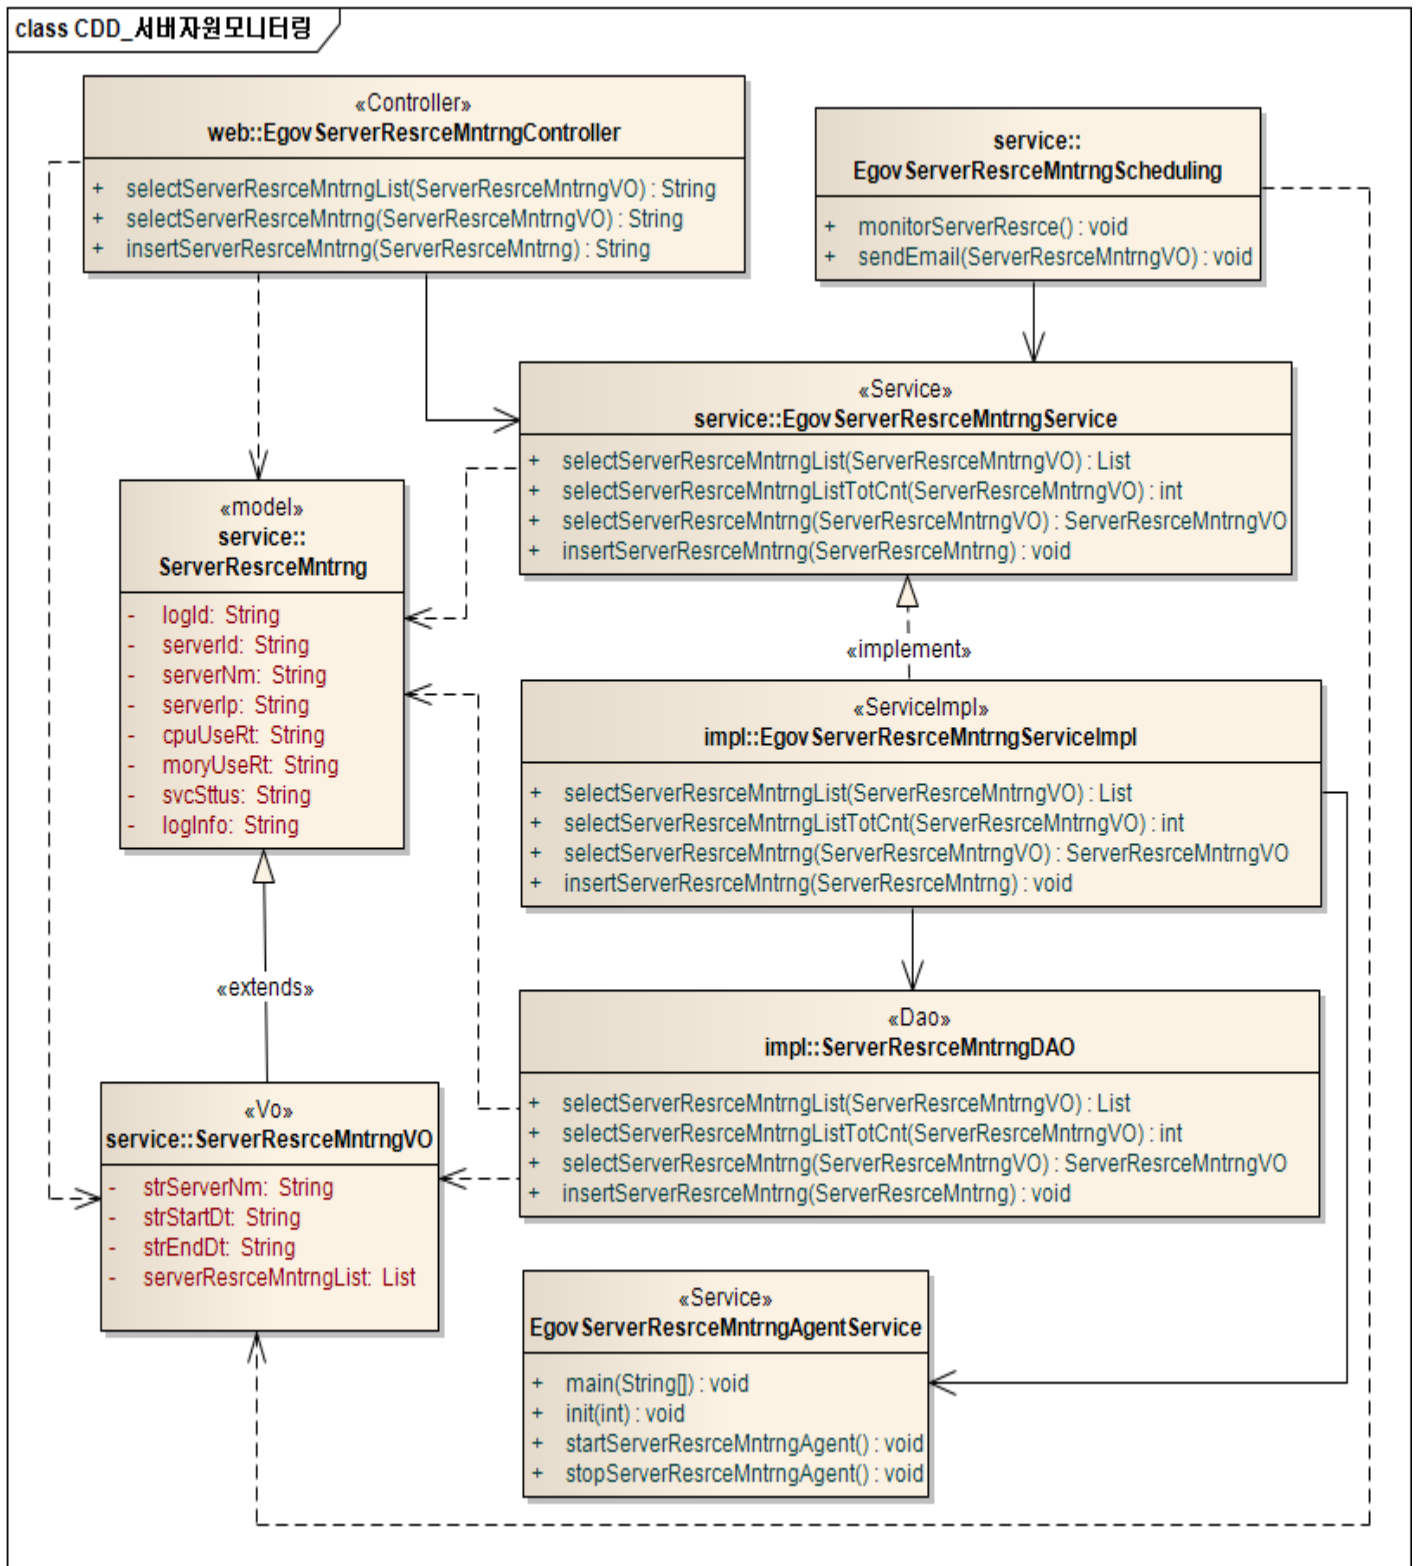 class CDD_서버자원모니터링
«Controller»
web::EgovServerResrceMntrngController
+ selectServerResrceMntrngList(ServerResrceMntrngVO) : String
+ selectServerResrceMntrng(ServerResrceMntrngVO) : String
+ insertServerResrceMntrng(ServerResrceMntrng) : String
service::
EgovServerResrceMntrngScheduling
+ monitorServerResrce() : void
+ sendEmail(ServerResrceMntrngVO) : void
«Service»
service::EgovServerResrceMntrngService
+ selectServerResrceMntrngList(ServerResrceMntrngVO) : List
+ selectServerResrceMntrngListTotCnt(ServerResrceMntrngVO) : int
+ selectServerResrceMntrng(ServerResrceMntrngVO) : ServerResrceMntrngVO
+ insertServerResrceMntrng(ServerResrceMntrng) : void
«model»
service::
ServerResrceMntrng
- logId: String
- serverId: String
- serverNm: String
- serverIp: String
- cpuUseRt: String
- moryUseRt: String
- svcSttus: String
- logInfo: String
«implement»
«ServiceImpl»
impl::EgovServerResrceMntrngServiceImpl
+ selectServerResrceMntrngList(ServerResrceMntrngVO) : List
+ selectServerResrceMntrngListTotCnt(ServerResrceMntrngVO) : int
+ selectServerResrceMntrng(ServerResrceMntrngVO) : ServerResrceMntrngVO
+ insertServerResrceMntrng(ServerResrceMntrng) : void
«extends»
«Dao»
impl::ServerResrceMntrngDAO
+ selectServerResrceMntrngList(ServerResrceMntrngVO) : List
+ selectServerResrceMntrngListTotCnt(ServerResrceMntrngVO) : int
+ selectServerResrceMntrng(ServerResrceMntrngVO) : ServerResrceMntrngVO
+ insertServerResrceMntrng(ServerResrceMntrng) : void
«Vo»
service::ServerResrceMntrngVO
- strServerNm: String
- strStartDt: String
- strEndDt: String
- serverResrceMntrngList: List
«Service»
EgovServerResrceMntrngAgentService
+ main(String[]) : void
+ init(int) : void
+ startServerResrceMntrngAgent() : void
+ stopServerResrceMntrngAgent() : void